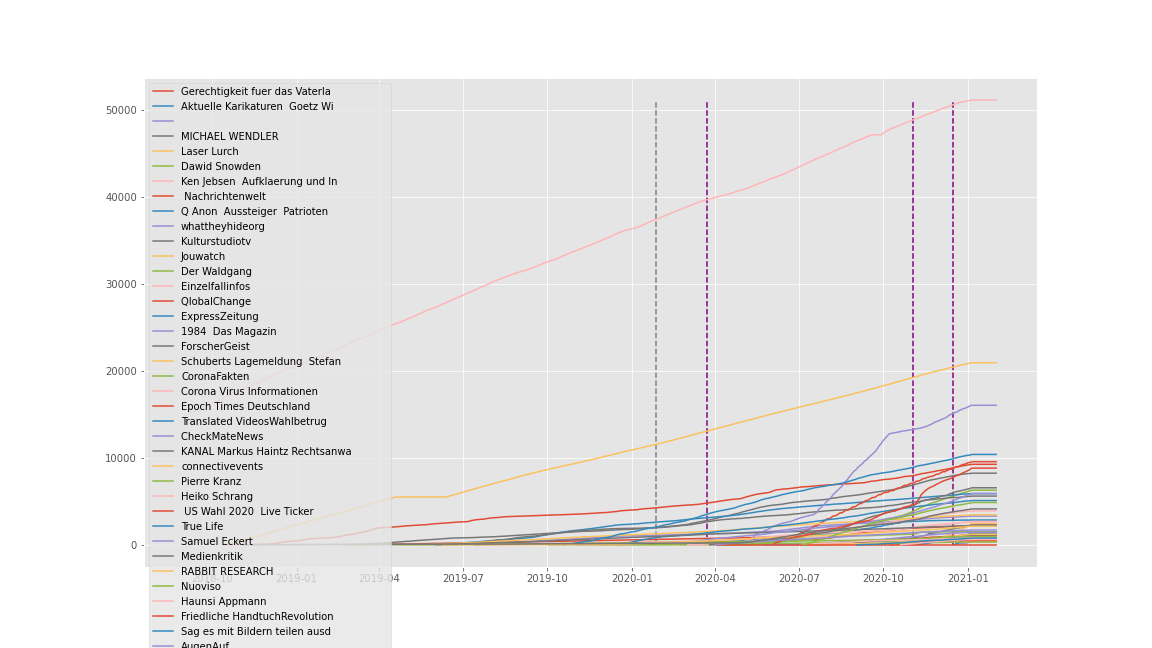 50000
40000
30000
20000
10000
0
Gerechtigkeit fuer das Vaterla
Aktuelle Karikaturen  Goetz Wi
MICHAEL WENDLER
Laser Lurch
Dawid Snowden
Ken Jebsen  Aufklaerung und In
Nachrichtenwelt
Q Anon  Aussteiger  Patrioten
whattheyhideorg
Kulturstudiotv
Jouwatch
Der Waldgang
Einzelfallinfos
QlobalChange
ExpressZeitung
1984  Das Magazin
ForscherGeist
Schuberts Lagemeldung  Stefan
CoronaFakten
Corona Virus Informationen
Epoch Times Deutschland
Translated VideosWahlbetrug
CheckMateNews
KANAL Markus Haintz Rechtsanwa
connectivevents
Pierre Kranz
Heiko Schrang
US Wahl 2020  Live Ticker
True Life
Samuel Eckert
Medienkritik
RABBIT RESEARCH
Nuoviso
Haunsi Appmann
Friedliche HandtuchRevolution
Sag es mit Bildern teilen ausd
AugenAuf
2018-10 2019-01 2019-04 2019-07 2019-10 2020-01 2020-04 2020-07 2020-10 2021-01